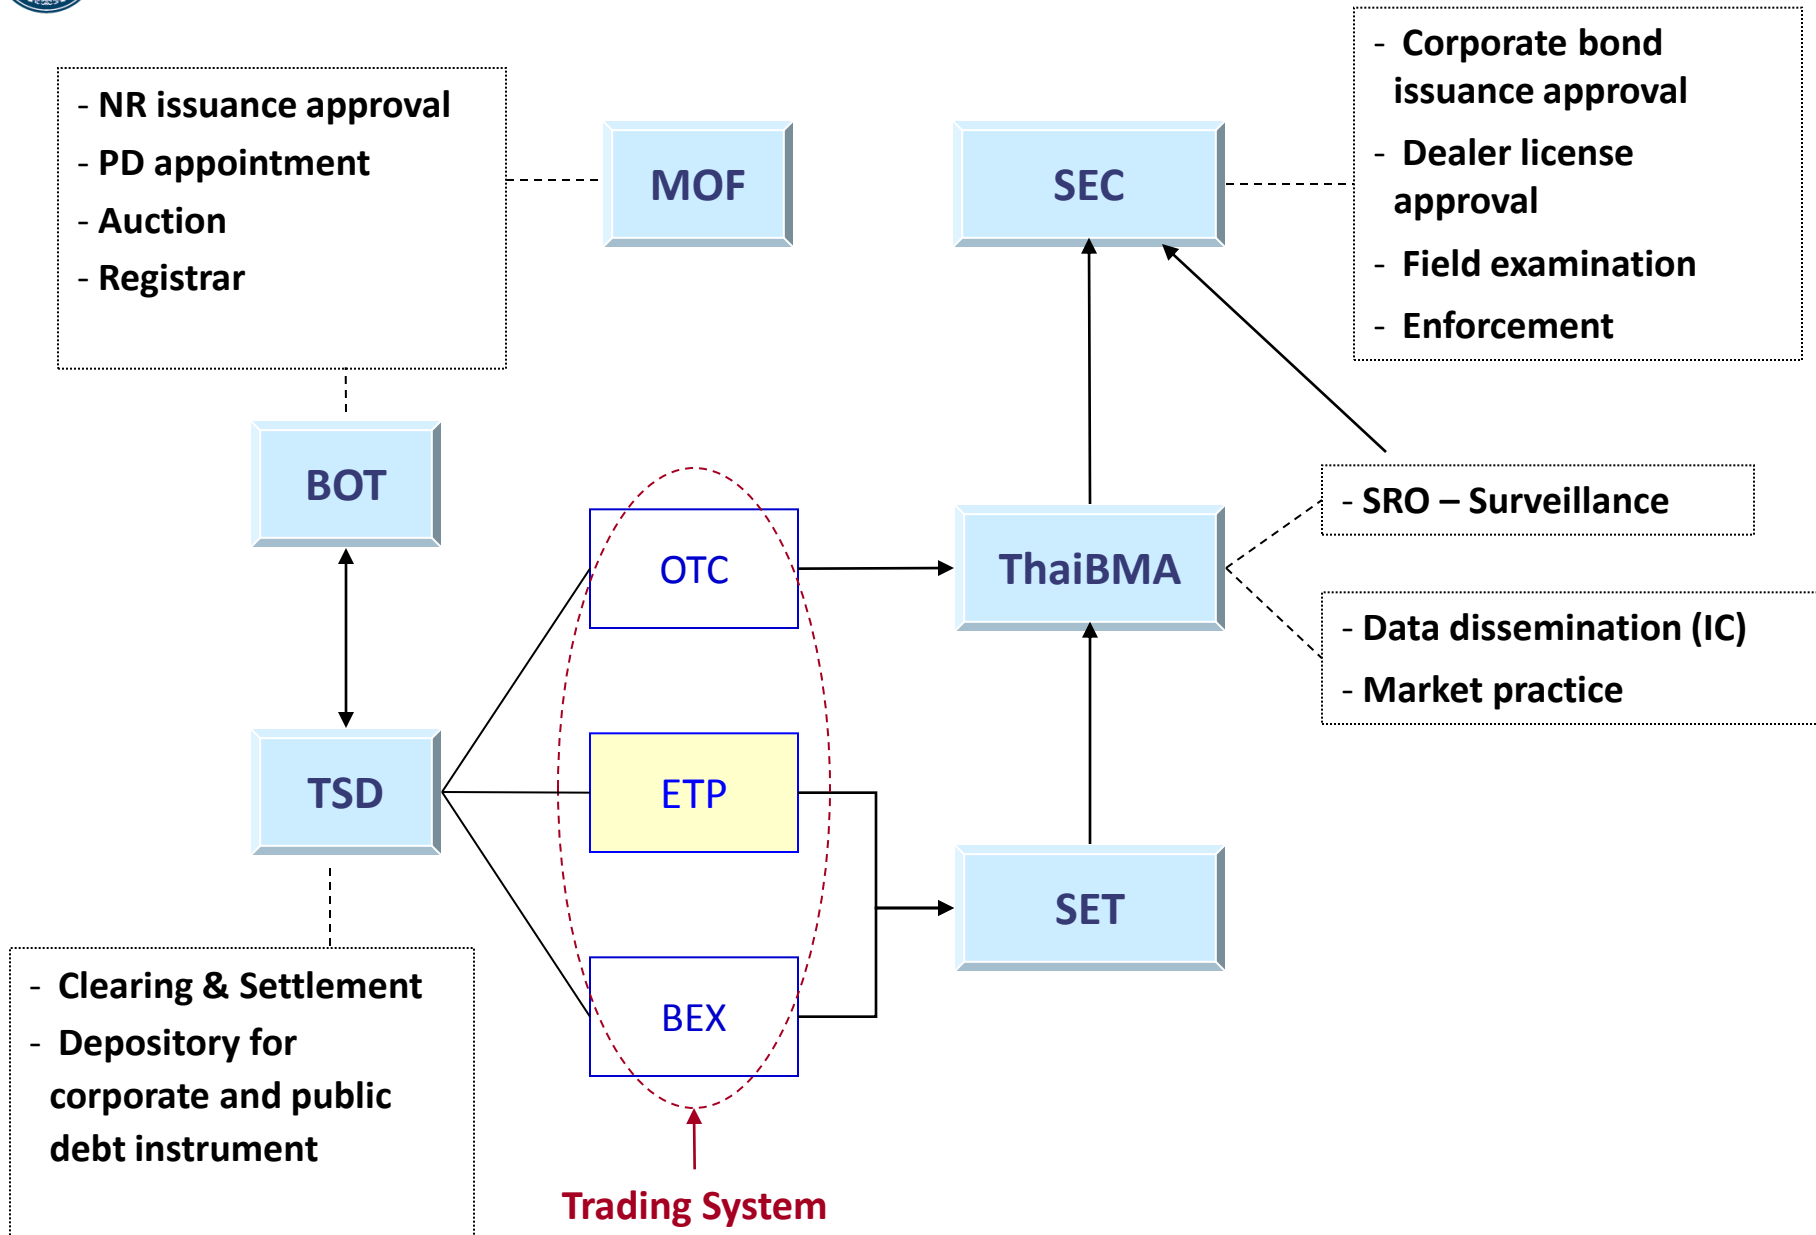 - NR issuance approval
- PD appointment
- Auction
- Registrar
MOF
SEC
- Corporate bond
issuance approval
- Dealer license
approval
- Field examination
- Enforcement
BOT
OTC
ThaiBMA
- SRO – Surveillance
- Data dissemination (IC)
- Market practice
TSD
ETP
SET
BEX
- Clearing & Settlement
- Depository for
corporate and public
debt instrument
Trading System